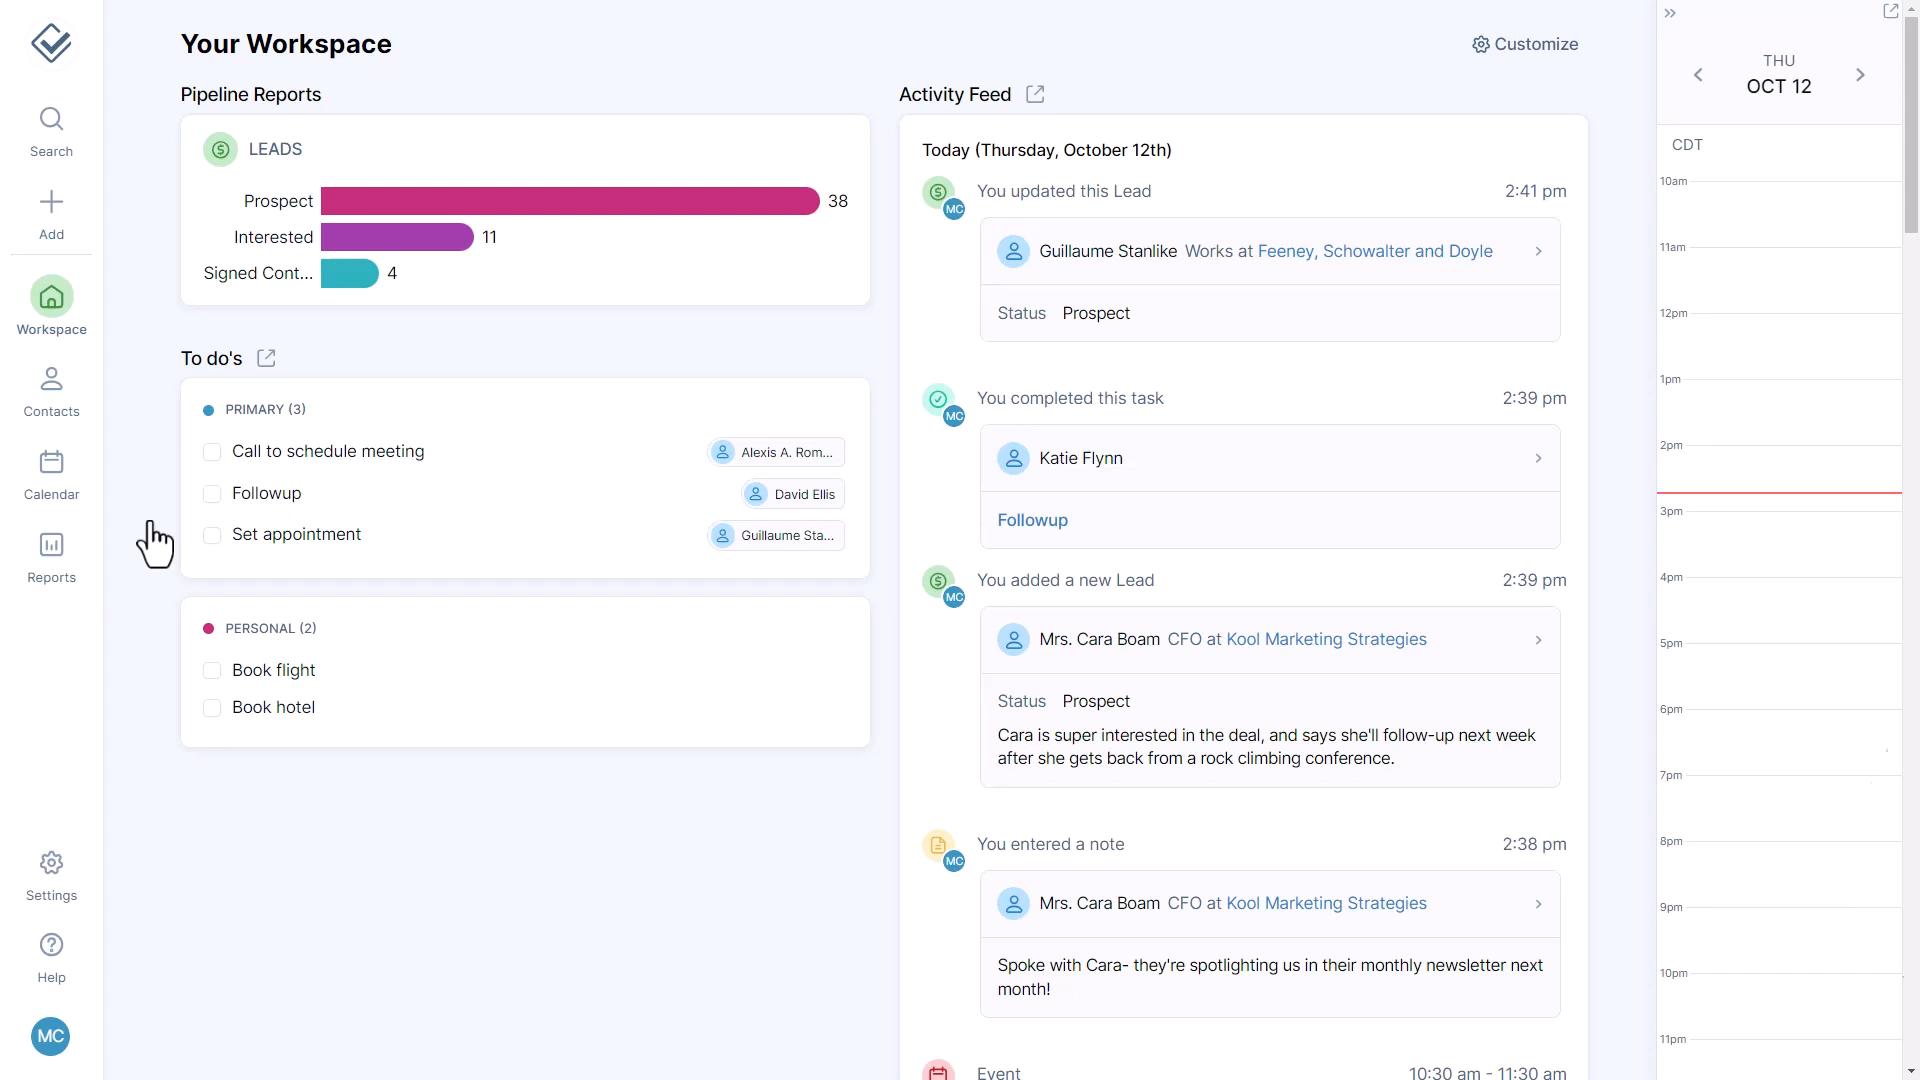 Your Workspace
Customize
Search
Add
Workspace
Contacts
Calendar
Reports
Settings
Help
MC
Pipeline Reports
LEADS
Prospect 38
Interested 11
Signed Cont... 4
To do's
PRIMARY (3)
Call to schedule meeting Alexis A. Rom...
Followup David Ellis
Set appointment Guillaume Sta...
PERSONAL (2)
Book flight
Book hotel
Activity Feed
Today (Thursday, October 12th)
MC
You updated this Lead 2:41 pm
Guillaume Stanlike Works at Feeney, Schowalter and Doyle
Status Prospect
MC
You completed this task 2:39 pm
Katie Flynn
Followup
MC
You added a new Lead 2:39 pm
Mrs. Cara Boam CFO at Kool Marketing Strategies
Status Prospect
Cara is super interested in the deal, and says she'll follow-up next week
after she gets back from a rock climbing conference.
MC
You entered a note 2:38 pm
Mrs. Cara Boam CFO at Kool Marketing Strategies
Spoke with Cara- they're spotlighting us in their monthly newsletter next
month!
Event 10:30 am - 11:30 am
THU
OCT 12
CDT
10am
11am
12pm
1pm
2pm
3pm
4pm
5pm
6pm
7pm
8pm
9pm
10pm
11pm